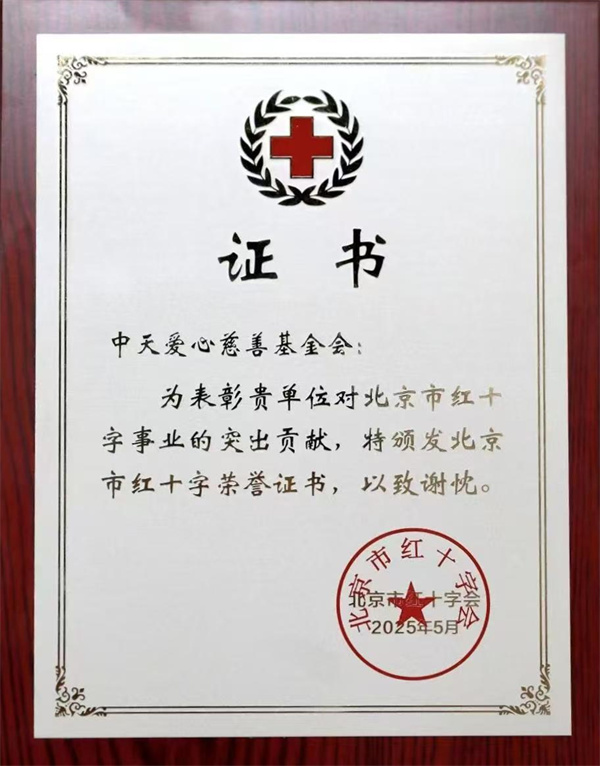 证书
中天爱心慈善基金会：
为表彰贵单位对北京市红十
字事业的突出贡献，特颁发北京
市红十字荣誉证书，以致谢忱。
北京市红十字会
北京市红十字会
2025年5月